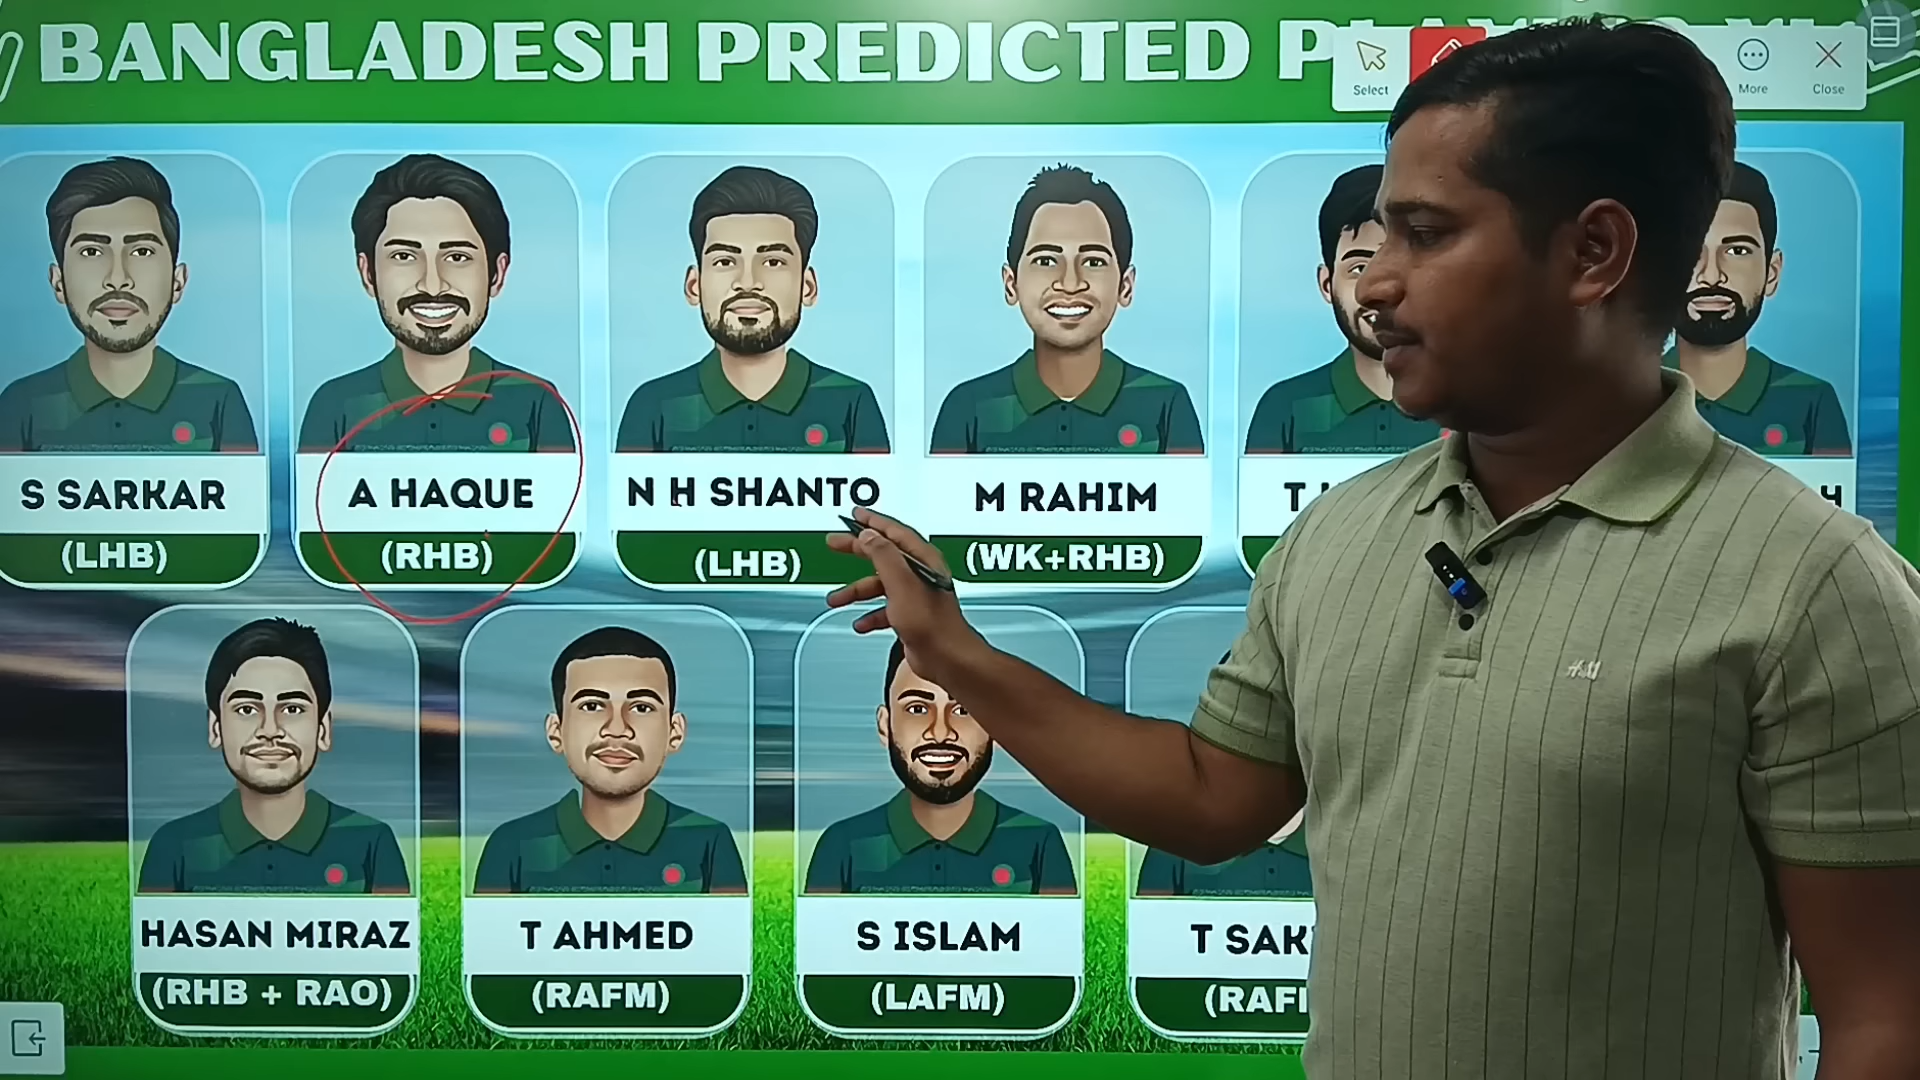 BANGLADESH PREDICTED
Select
More
Close
S SARKAR
A HAQUE
N H SHANTO
M RAHIM
(LHB)
(RHB)
(LHB)
(WK+RHB)
HASAN MIRAZ
T AHMED
S ISLAM
(RHB + RAO)
(RAFM)
(LAFM)
H&M